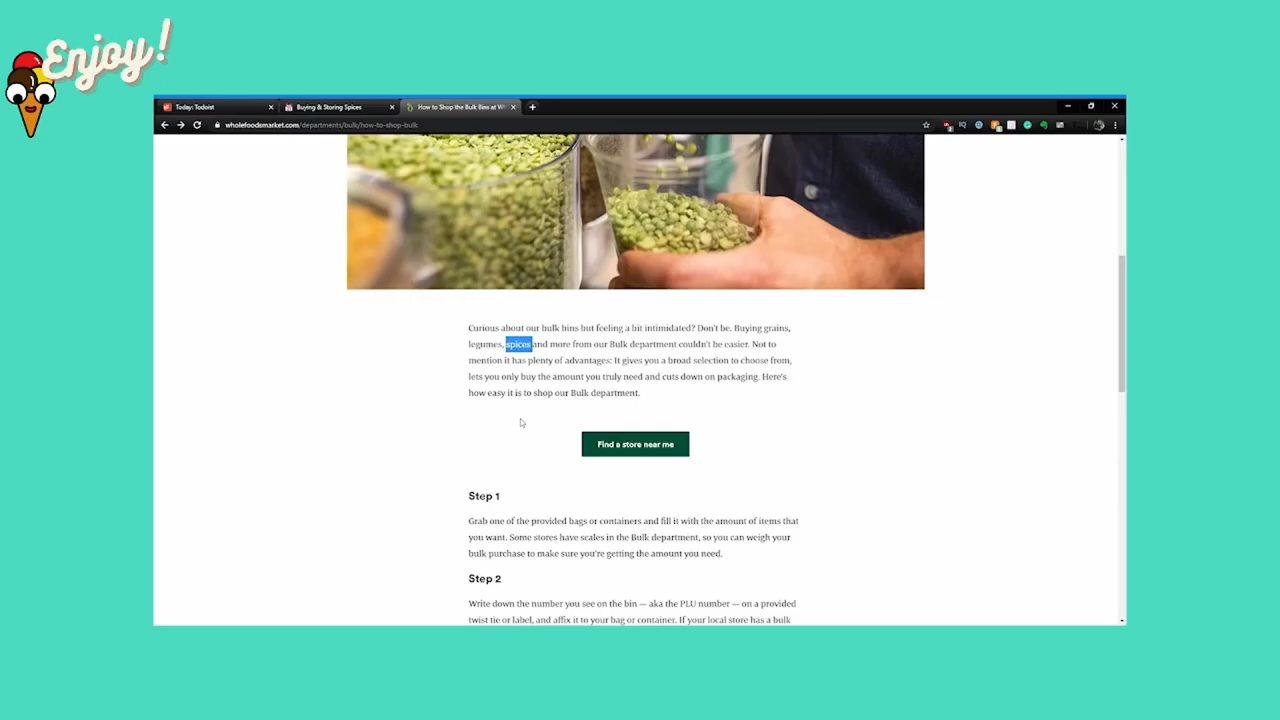 Enjoy!
Today: Todoist
Buying & Storing Spices
How to Shop the Bulk Bins at Wh
wholefoodsmarket.com/departments/bulk/how-to-shop-bulk
Curious about our bulk bins but feeling a bit intimidated? Don't be. Buying grains,
legumes, spices and more from our Bulk department couldn't be easier. Not to
mention it has plenty of advantages: It gives you a broad selection to choose from,
lets you only buy the amount you truly need and cuts down on packaging. Here's
how easy it is to shop our Bulk department.
Find a store near me
Step 1
Grab one of the provided bags or containers and fill it with the amount of items that
you want. Some stores have scales in the Bulk department, so you can weigh your
bulk purchase to make sure you're getting the amount you need.
Step 2
Write down the number you see on the bin — aka the PLU number — on a provided
twist tie or label, and affix it to your bag or container. If your local store has a bulk